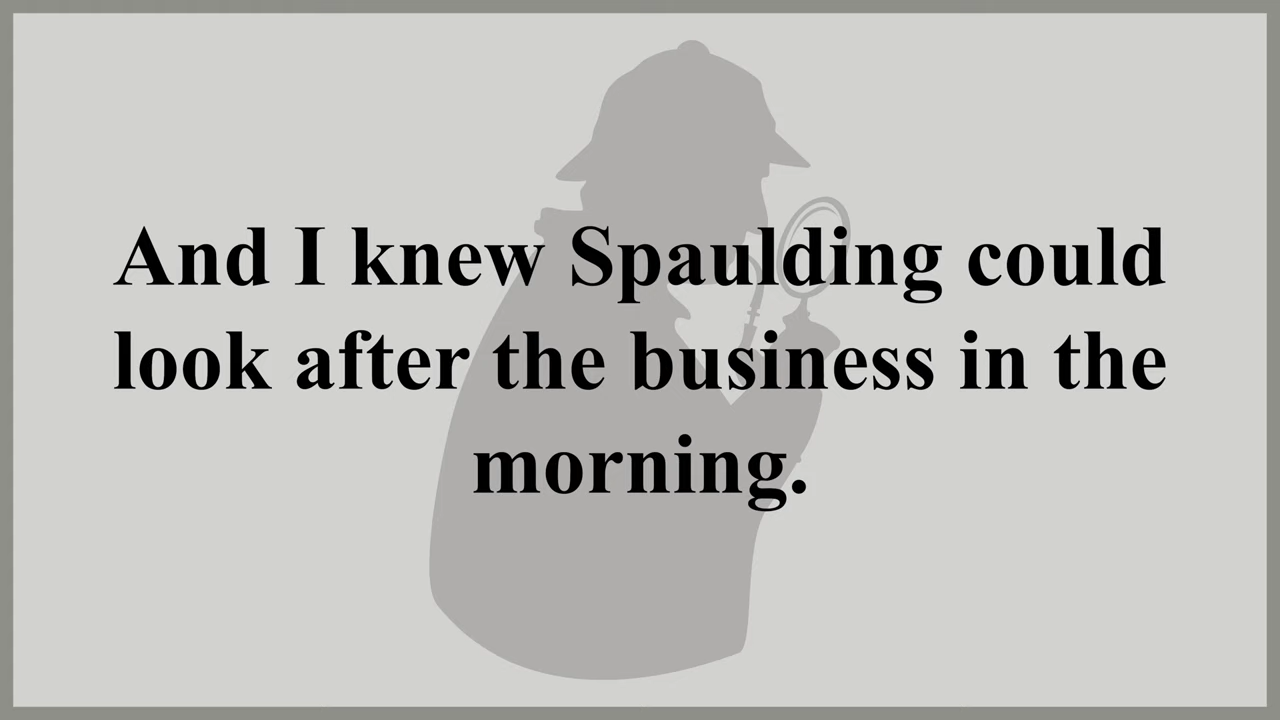 And I knew Spaulding could
look after the business in the
morning.